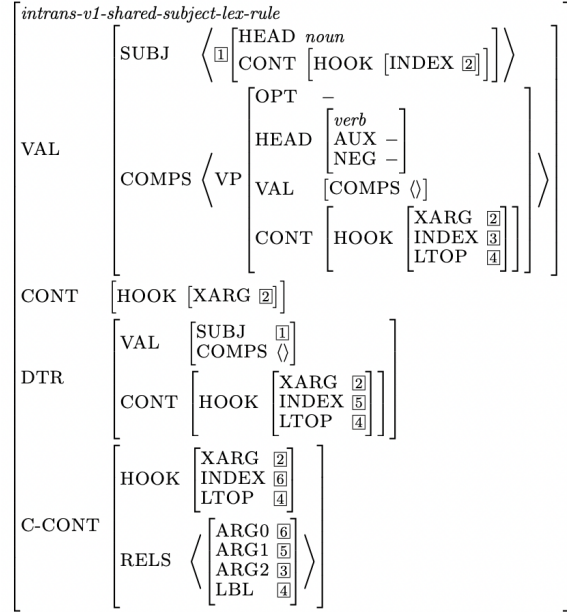 intrans-v1-shared-subject-lex-rule
VAL
SUBJ ⟨ 1 [HEAD noun
CONT [HOOK [INDEX 2]]] ⟩
COMPS ⟨ VP
OPT −
HEAD [verb
AUX −
NEG −]
VAL [COMPS ⟨⟩]
CONT [HOOK [XARG 2
INDEX 3
LTOP 4]] ⟩
CONT [HOOK [XARG 2]]
DTR
VAL [SUBJ 1
COMPS ⟨⟩]
CONT [HOOK [XARG 2
INDEX 5
LTOP 4]]
C-CONT
HOOK [XARG 2
INDEX 6
LTOP 4]
RELS ⟨ [ARG0 6
ARG1 5
ARG2 3
LBL 4] ⟩